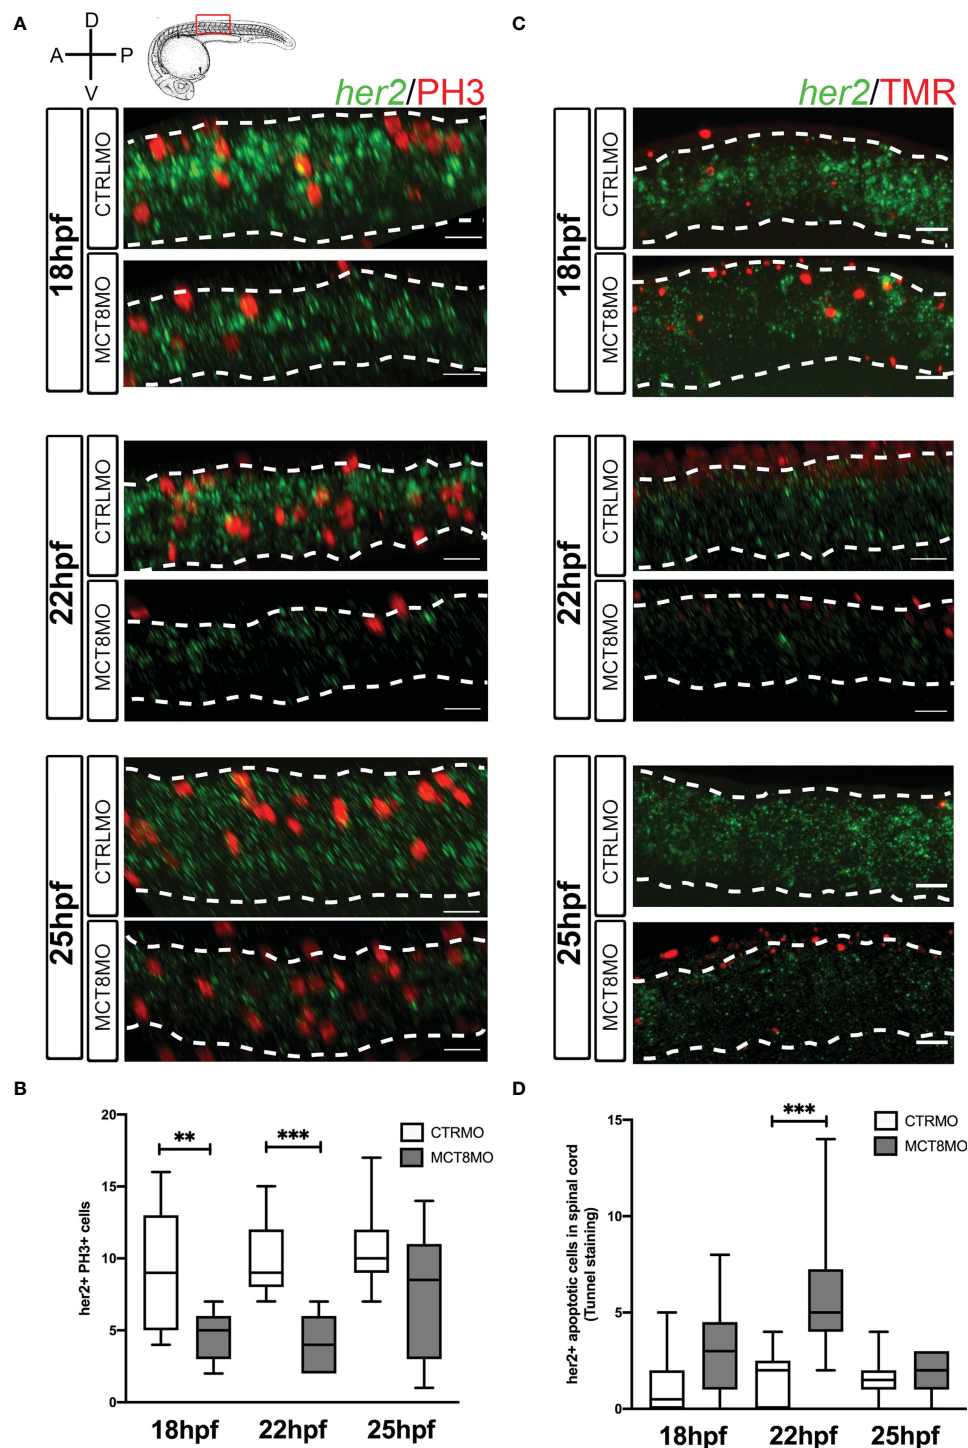 A
D
A P
V
her2/PH3
18hpf
CTRLMO
MCT8MO
22hpf
CTRLMO
MCT8MO
25hpf
CTRLMO
MCT8MO
C
her2/TMR
18hpf
CTRLMO
MCT8MO
22hpf
CTRLMO
MCT8MO
25hpf
CTRLMO
MCT8MO
B
her2+ PH3+ cells
20
15
10
5
0
**
***
CTRMO
MCT8MO
18hpf 22hpf 25hpf
D
her2+ apoptotic cells in spinal cord
(Tunnel staining)
15
10
5
0
***
CTRMO
MCT8MO
18hpf 22hpf 25hpf